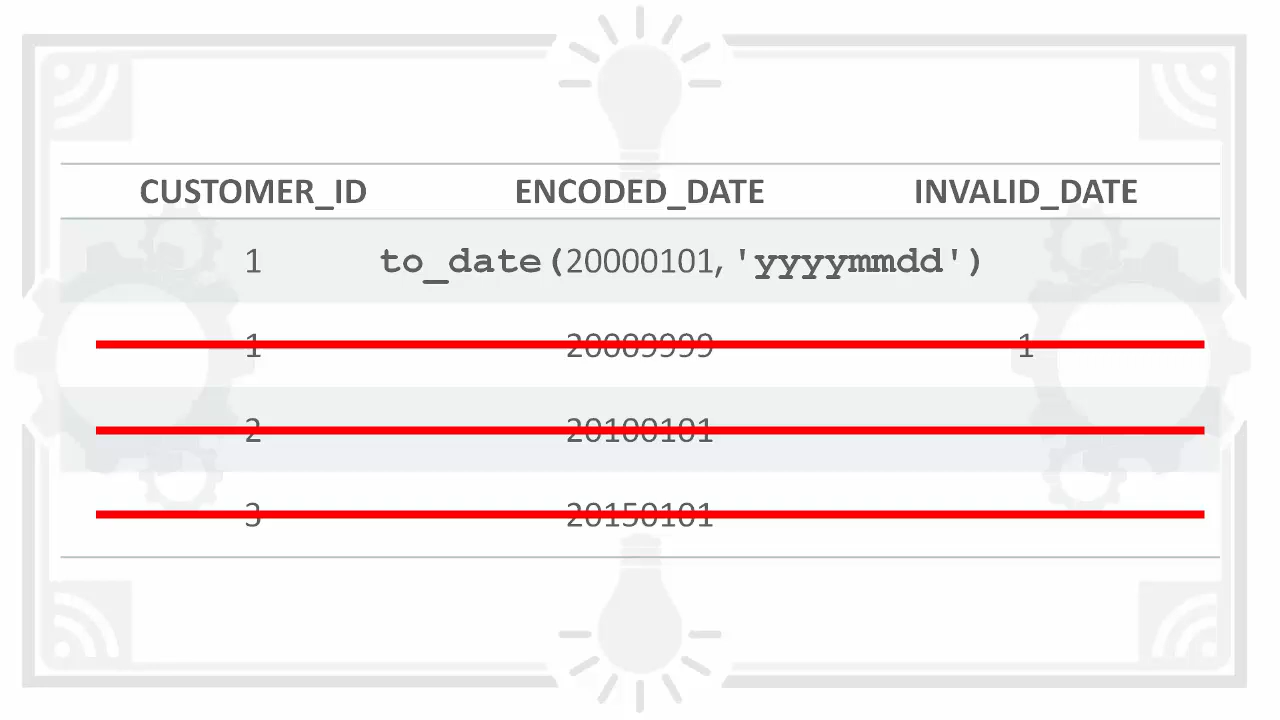 CUSTOMER_ID ENCODED_DATE INVALID_DATE
1 to_date(20000101, 'yyyymmdd')
1 20009999 1
2 20100101
3 20150101